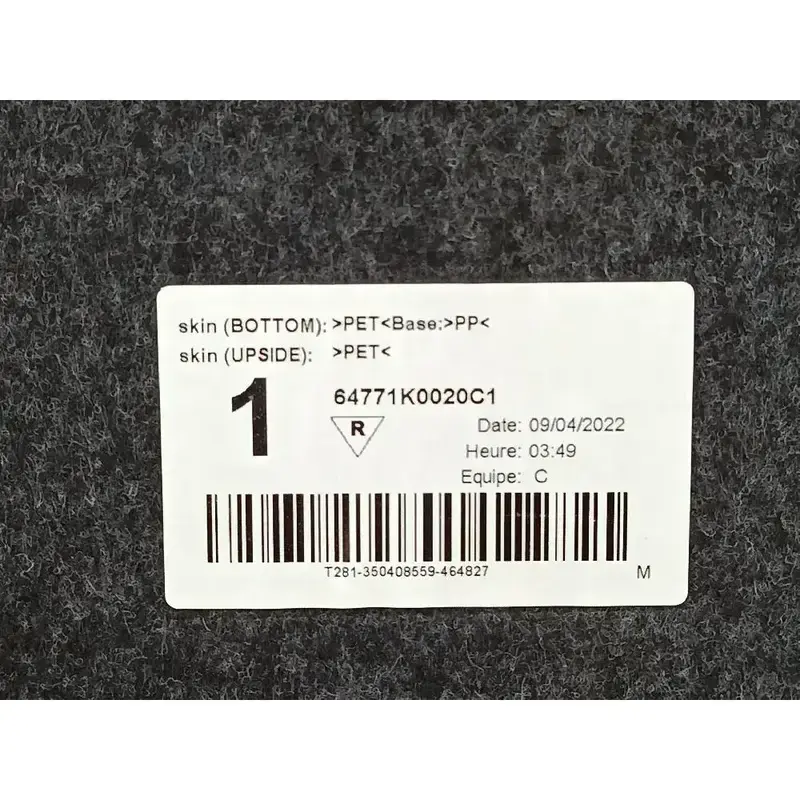 skin (BOTTOM): >PET<Base:>PP<
skin (UPSIDE): >PET<
1
64771K0020C1
R
Date: 09/04/2022
Heure: 03:49
Equipe: C
T281-350408559-464827
M